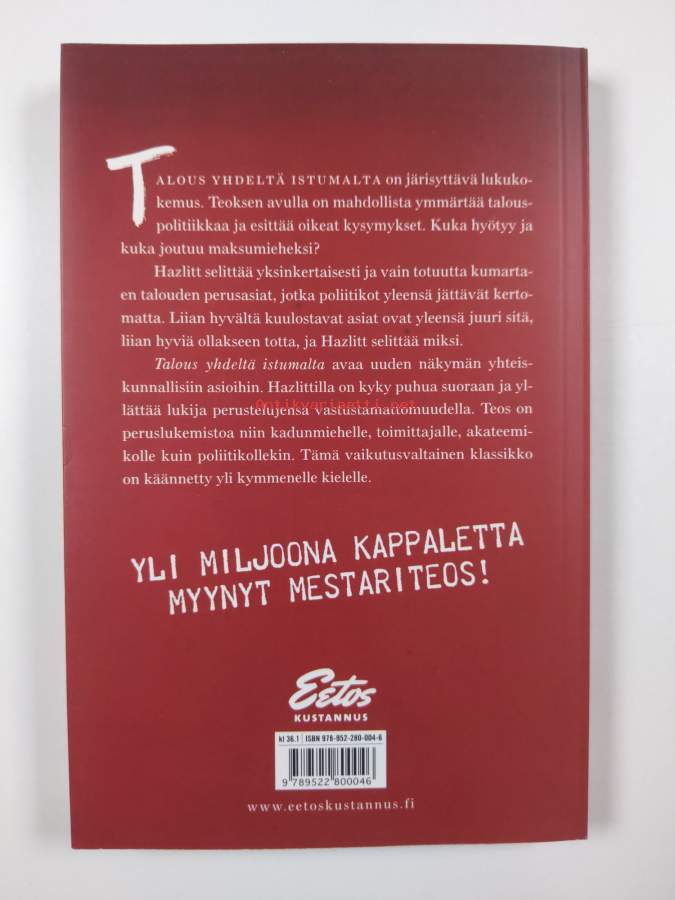 TALOUS YHDELTÄ ISTUMALTA on järisyttävä lukuko-
kemus. Teoksen avulla on mahdollista ymmärtää talous-
politiikkaa ja esittää oikeat kysymykset. Kuka hyötyy ja
kuka joutuu maksumieheksi?
Hazlitt selittää yksinkertaisesti ja vain totuutta kumarta-
en talouden perusasiat, jotka poliitikot yleensä jättävät kerto-
matta. Liian hyvältä kuulostavat asiat ovat yleensä juuri sitä,
liian hyviä ollakseen totta, ja Hazlitt selittää miksi.
Talous yhdeltä istumalta avaa uuden näkymän yhteis-
kunnallisiin asioihin. Hazlittilla on kyky puhua suoraan ja yl-
lättää lukija perustelujensa vastustamattomuudella. Teos on
Antikvariaatti.net
peruslukemistoa niin kadunmiehelle, toimittajalle, akateemi-
kolle kuin poliitikollekin. Tämä vaikutusvaltainen klassikko
on käännetty yli kymmenelle kielelle.
YLI MILJOONA KAPPALETTA
MYYNYT MESTARITEOS!
Eetos
KUSTANNUS
kl 36.1 ISBN 978-952-280-004-6
9 789522 800046
www.eetoskustannus.fi